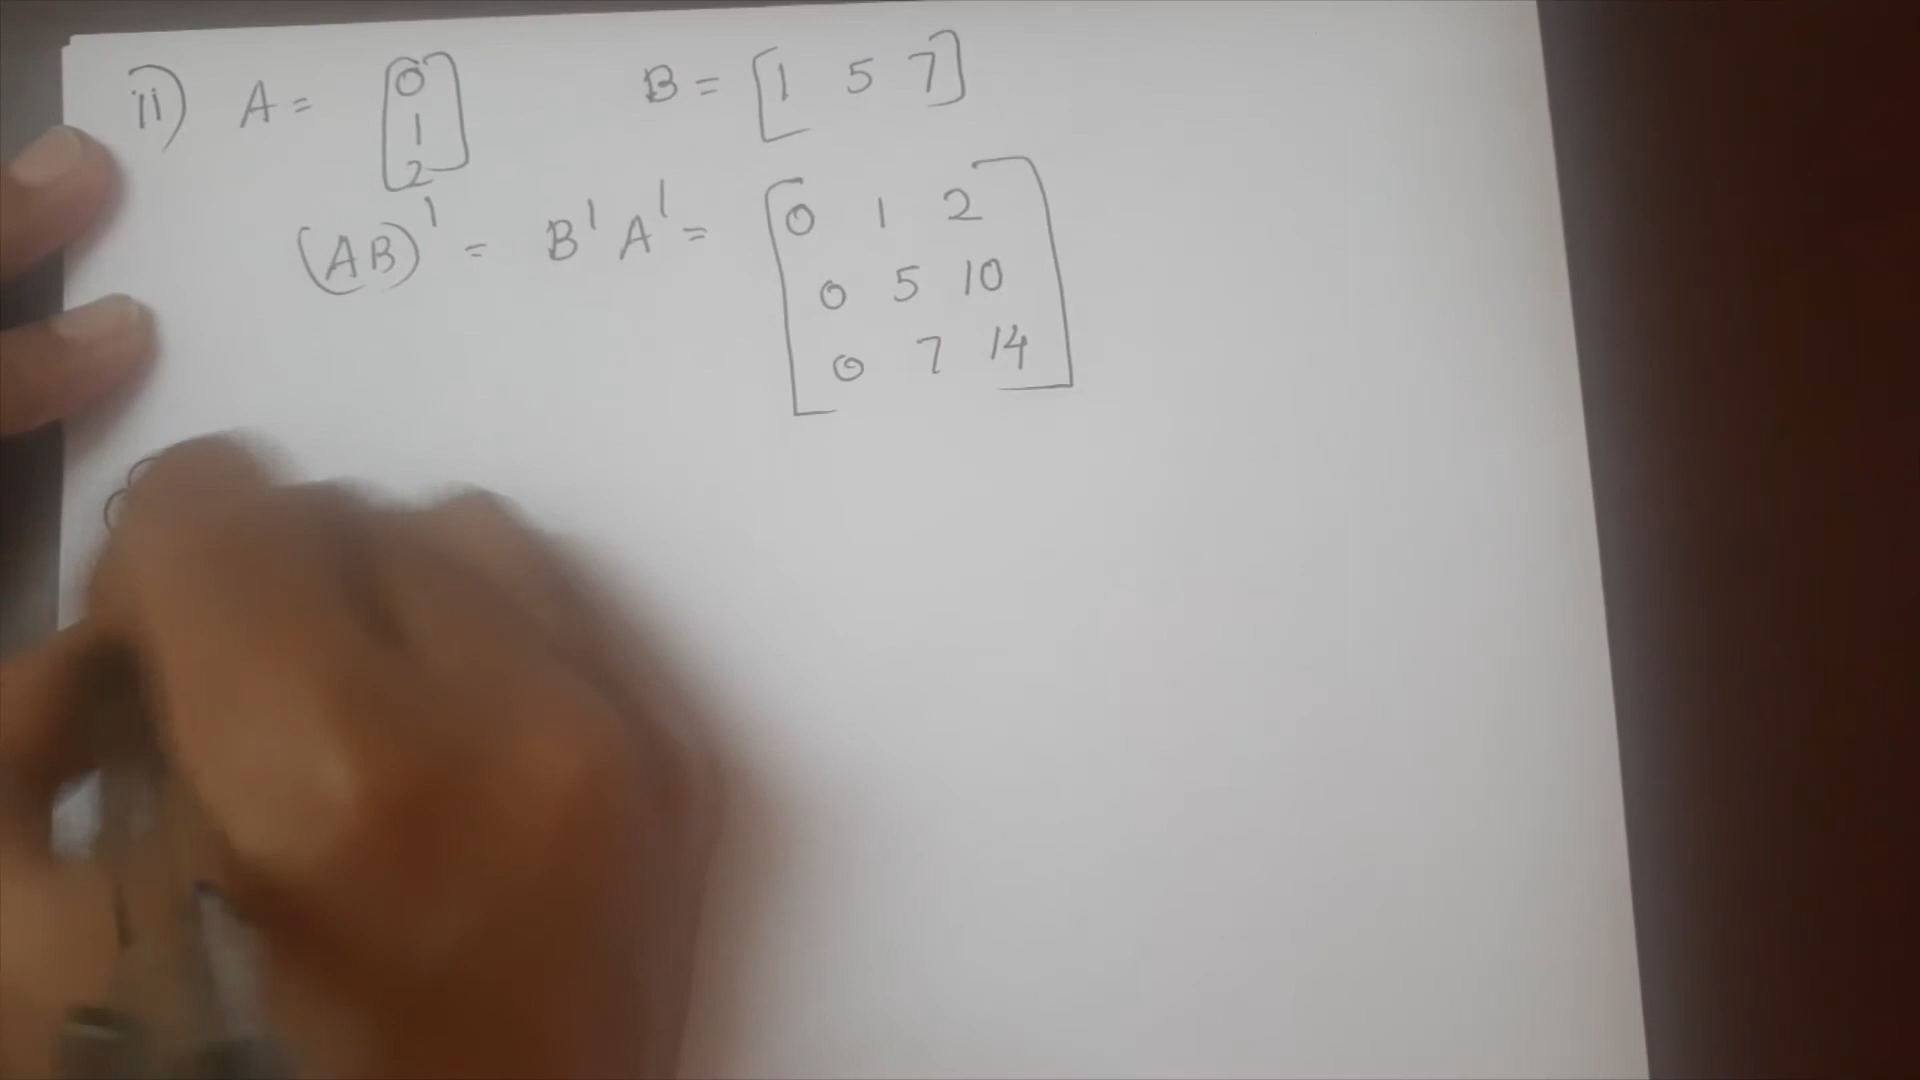 ii) A = [0 1 2] B = [1 5 7]
(AB)' = B'A' = [0 1 2
0 5 10
0 7 14]